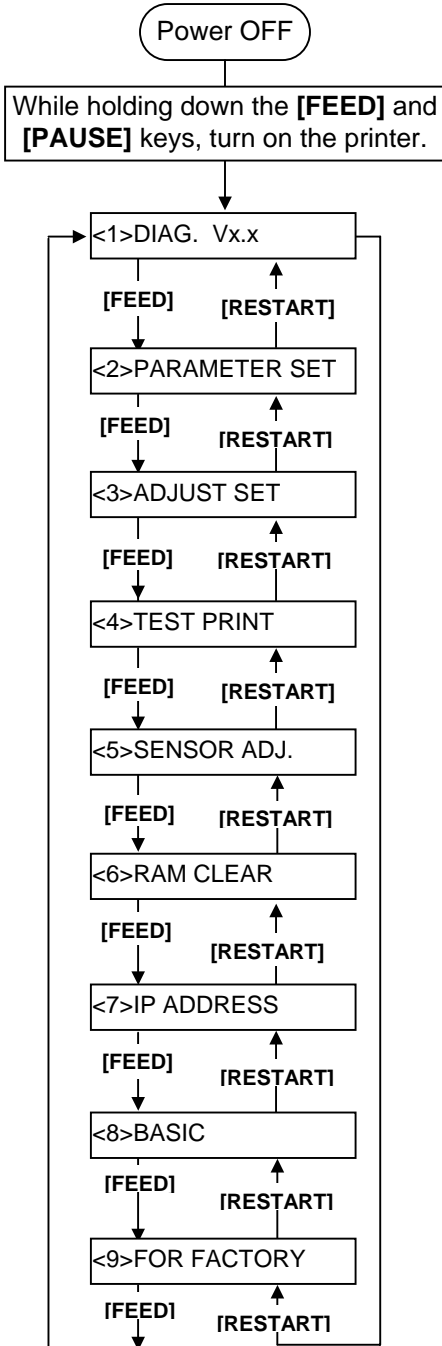 Power OFF
While holding down the [FEED] and
[PAUSE] keys, turn on the printer.
<1>DIAG. Vx.x
[FEED] [RESTART]
<2>PARAMETER SET
[FEED] [RESTART]
<3>ADJUST SET
[FEED] [RESTART]
<4>TEST PRINT
[FEED] [RESTART]
<5>SENSOR ADJ.
[FEED] [RESTART]
<6>RAM CLEAR
[FEED] [RESTART]
<7>IP ADDRESS
[FEED] [RESTART]
<8>BASIC
[FEED] [RESTART]
<9>FOR FACTORY
[FEED] [RESTART]